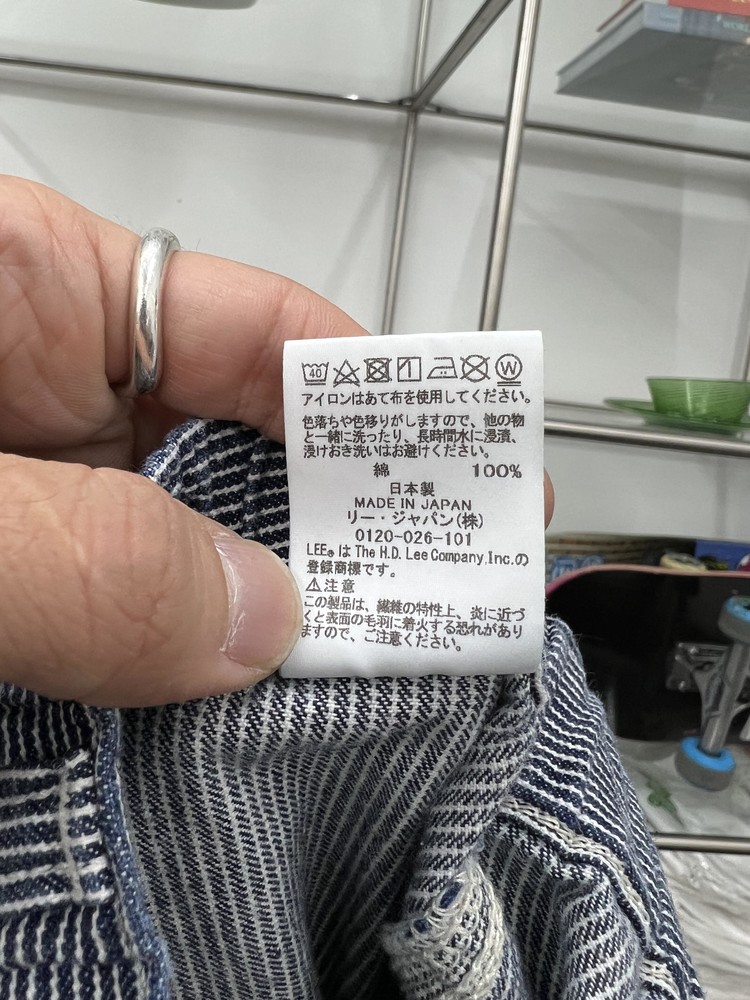 40 W
アイロンはあて布を使用してください。
色落ちや色移りがしますので、他の物
と一緒に洗ったり、長時間水に浸漬、
浸けおき洗いはお避けください。
綿 100%
日本製
MADE IN JAPAN
リー・ジャパン(株)
0120-026-101
LEE® は The H.D. Lee Company,Inc.の
登録商標です。
⚠注意
この製品は、繊維の特性上、炎に近づ
くと表面の毛羽に着火する恐れがあり
ますので、ご注意ください。